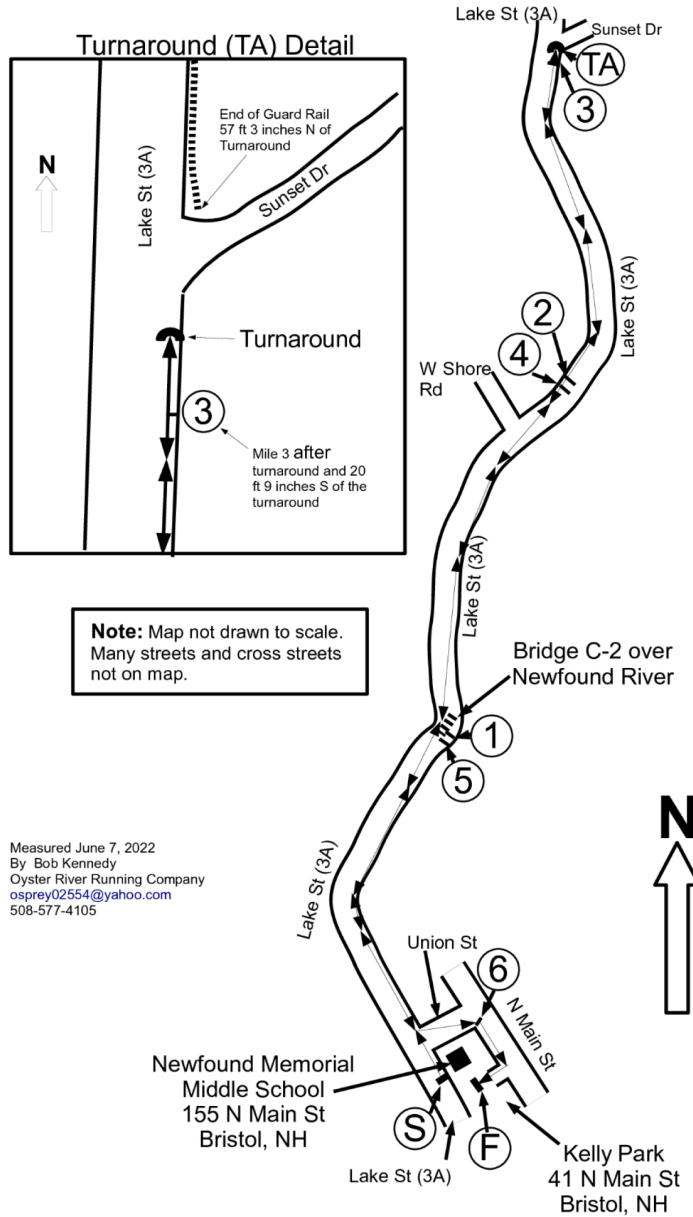 Lake St (3A)
Sunset Dr
TA
3
Turnaround (TA) Detail
End of Guard Rail
57 ft 3 inches N of
Turnaround
N
Lake St (3A)
Sunset Dr
Turnaround
3
Mile 3 after
turnaround and 20
ft 9 inches S of the
turnaround
Lake St (3A)
2
4
W Shore
Rd
Lake St (3A)
Note: Map not drawn to scale.
Many streets and cross streets
not on map.
Bridge C-2 over
Newfound River
1
5
N
Measured June 7, 2022
By Bob Kennedy
Oyster River Running Company
osprey02554@yahoo.com
508-577-4105
Lake St (3A)
Union St
6
N Main St
Newfound Memorial
Middle School
155 N Main St
Bristol, NH
S
F
Lake St (3A)
Kelly Park
41 N Main St
Bristol, NH